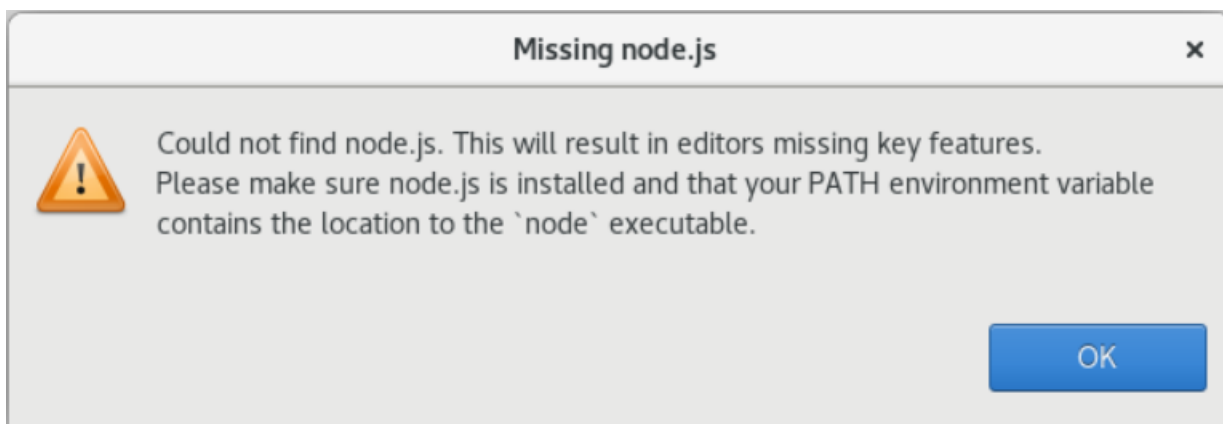 Missing node.js ×
Could not find node.js. This will result in editors missing key features.
Please make sure node.js is installed and that your PATH environment variable
contains the location to the `node` executable.
OK